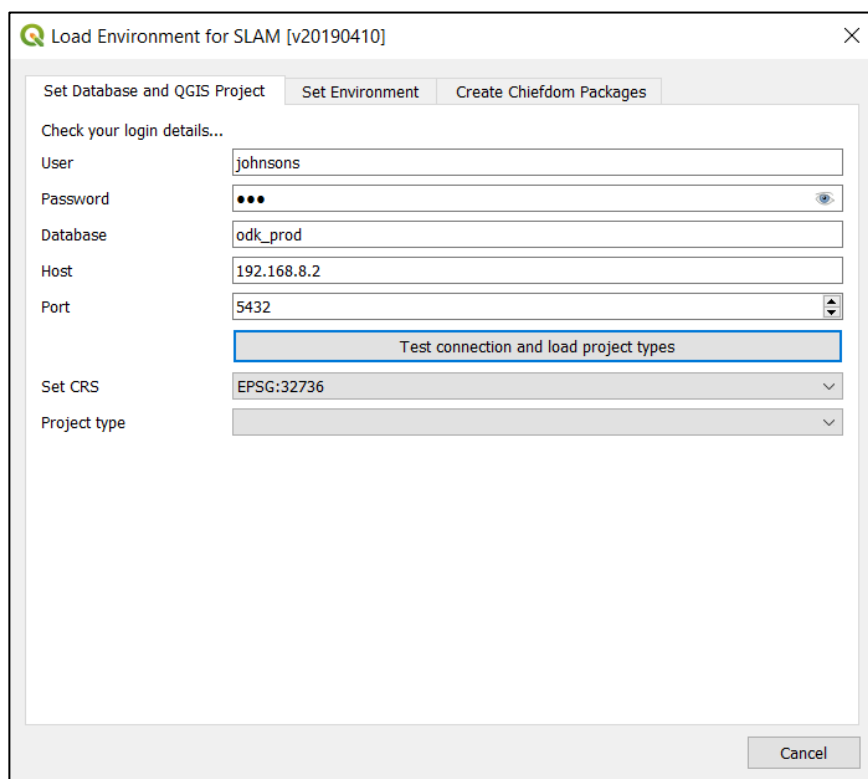 Load Environment for SLAM [v20190410]
Set Database and QGIS Project Set Environment Create Chiefdom Packages
Check your login details...
User johnsons
Password •••
Database odk_prod
Host 192.168.8.2
Port 5432
Test connection and load project types
Set CRS EPSG:32736
Project type
Cancel